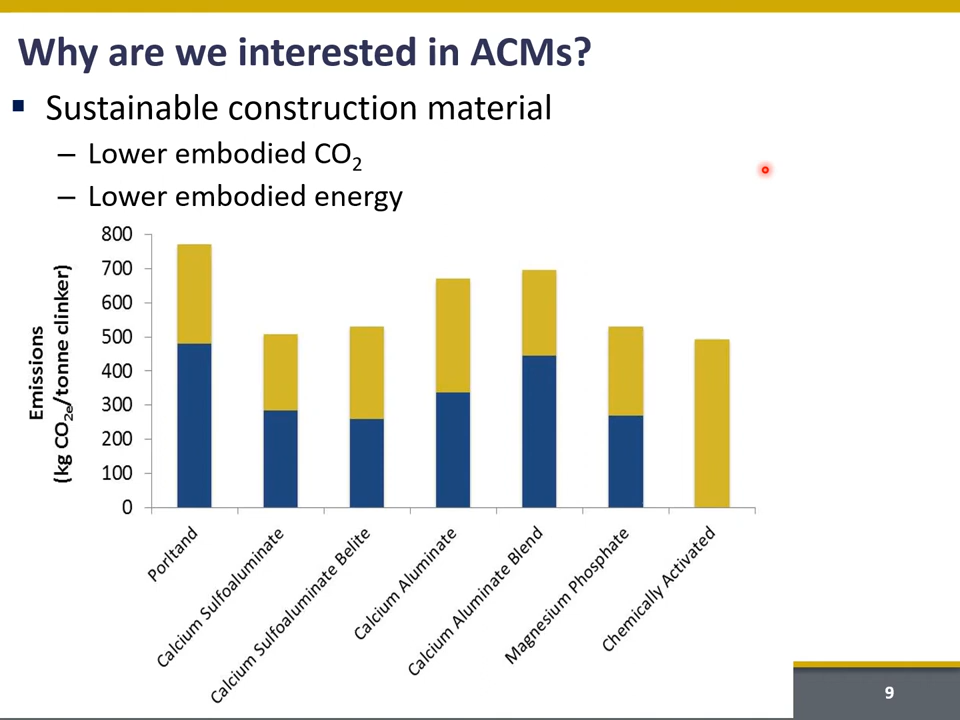 Why are we interested in ACMs?
▪ Sustainable construction material
– Lower embodied CO2
– Lower embodied energy
800
700
600
500
400
300
200
100
0
Emissions
(kg CO2e/tonne clinker)
Porltand
Calcium Sulfoaluminate
Calcium Sulfoaluminate Belite
Calcium Aluminate
Calcium Aluminate Blend
Magnesium Phosphate
Chemically Activated
9